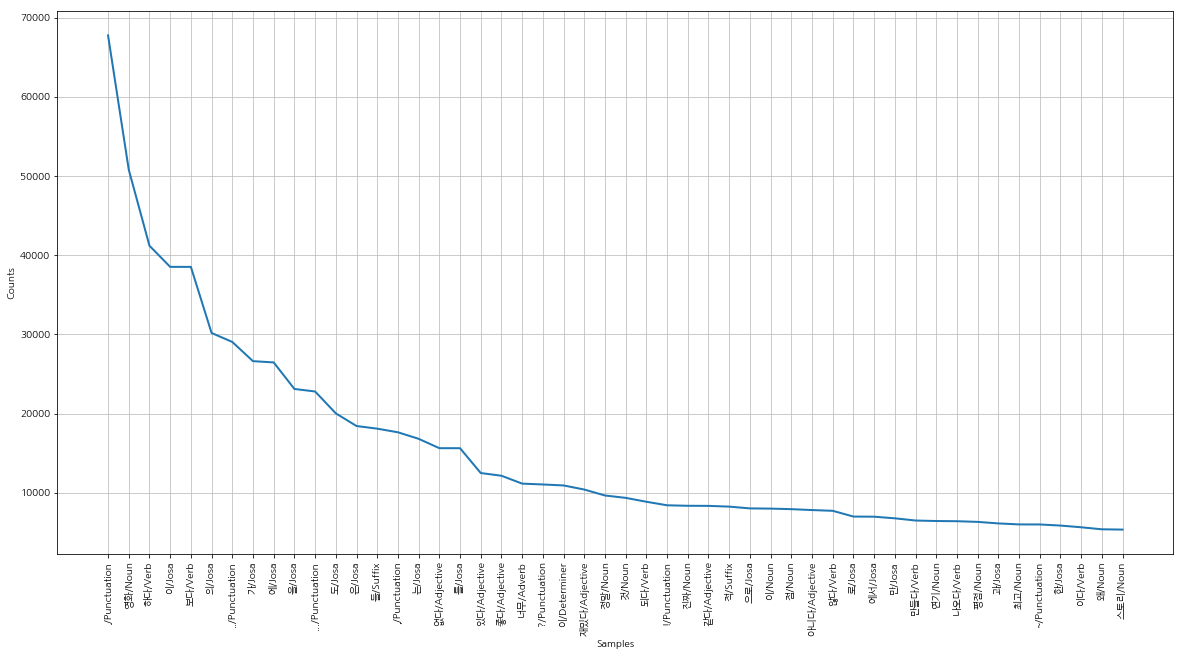 70000
60000
50000
40000
30000
20000
10000
Counts
./Punctuation
영화/Noun
하다/Verb
이/Josa
보다/Verb
의/Josa
../Punctuation
가/Josa
에/Josa
을/Josa
.../Punctuation
도/Josa
은/Josa
들/Suffix
,/Punctuation
는/Josa
없다/Adjective
를/Josa
있다/Adjective
좋다/Adjective
너무/Adverb
?/Punctuation
이/Determiner
재밌다/Adjective
정말/Noun
것/Noun
되다/Verb
!/Punctuation
진짜/Noun
같다/Adjective
적/Suffix
으로/Josa
이/Noun
점/Noun
아니다/Adjective
않다/Verb
로/Josa
에서/Josa
만/Josa
만들다/Verb
연기/Noun
나오다/Verb
평점/Noun
과/Josa
최고/Noun
~/Punctuation
한/Josa
이다/Verb
왜/Noun
스토리/Noun
Samples